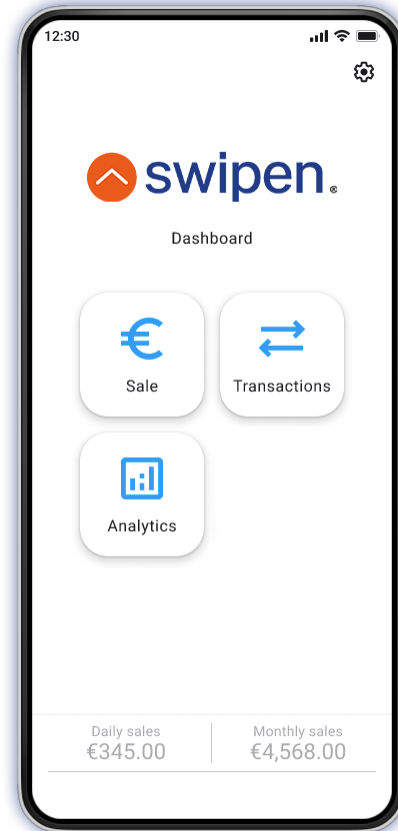 12:30
swipen®
Dashboard
€
Sale
Transactions
Analytics
Daily sales
€345.00
Monthly sales
€4,568.00